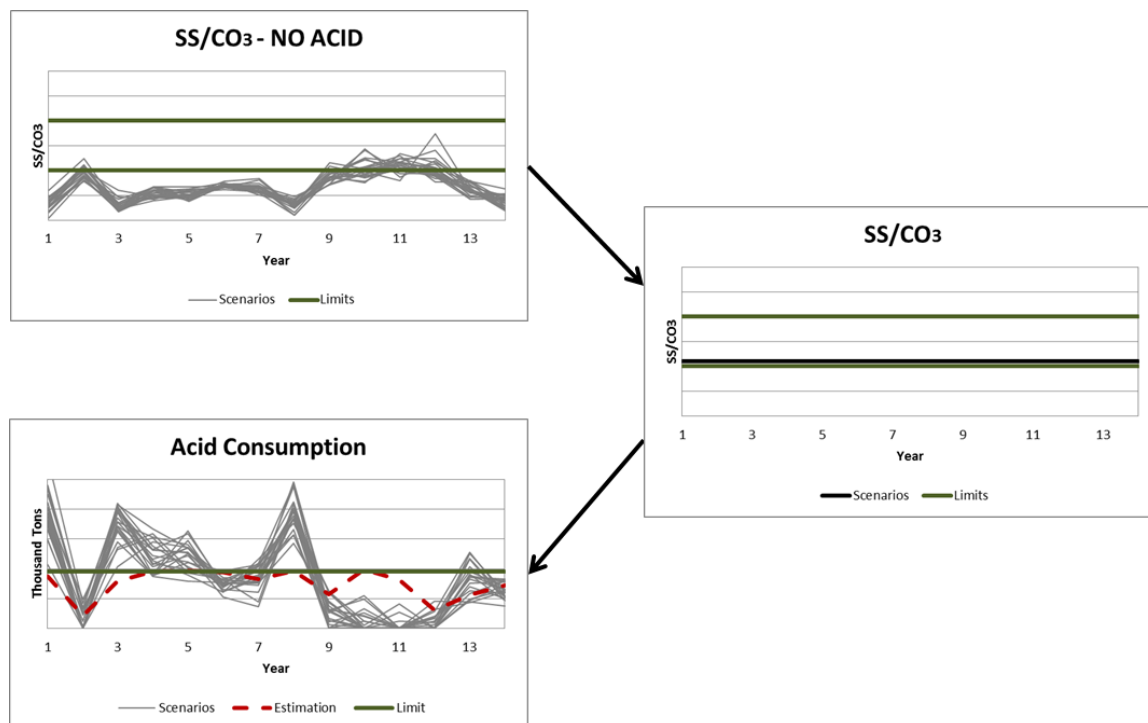 SS/CO3 - NO ACID
SS/CO3
1 3 5 7 9 11 13
Year
Scenarios Limits
SS/CO3
SS/CO3
1 3 5 7 9 11 13
Year
Scenarios Limits
Acid Consumption
Thousand Tons
1 3 5 7 9 11 13
Year
Scenarios Estimation Limit